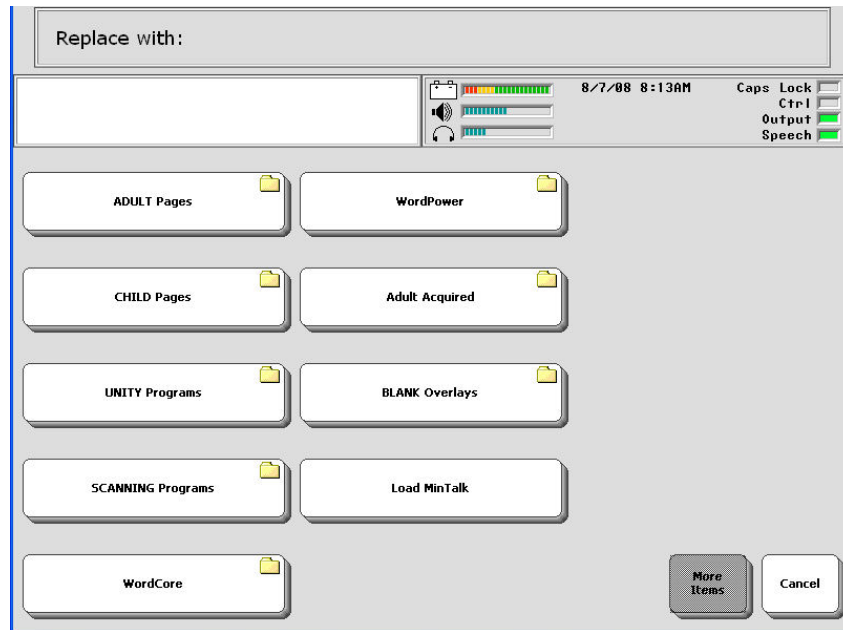 Replace with:
8/7/08 8:13AM
Caps Lock
Ctrl
Output
Speech
ADULT Pages
WordPower
CHILD Pages
Adult Acquired
UNITY Programs
BLANK Overlays
SCANNING Programs
Load MinTalk
WordCore
More
Items
Cancel